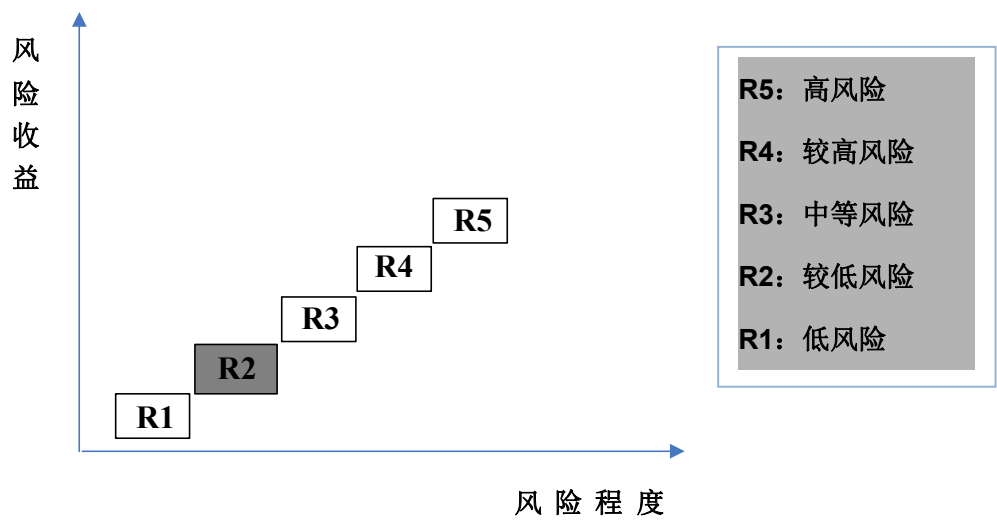 风
险
收
益
R5
R4
R3
R2
R1
风 险 程 度
R5：高风险
R4：较高风险
R3：中等风险
R2：较低风险
R1：低风险